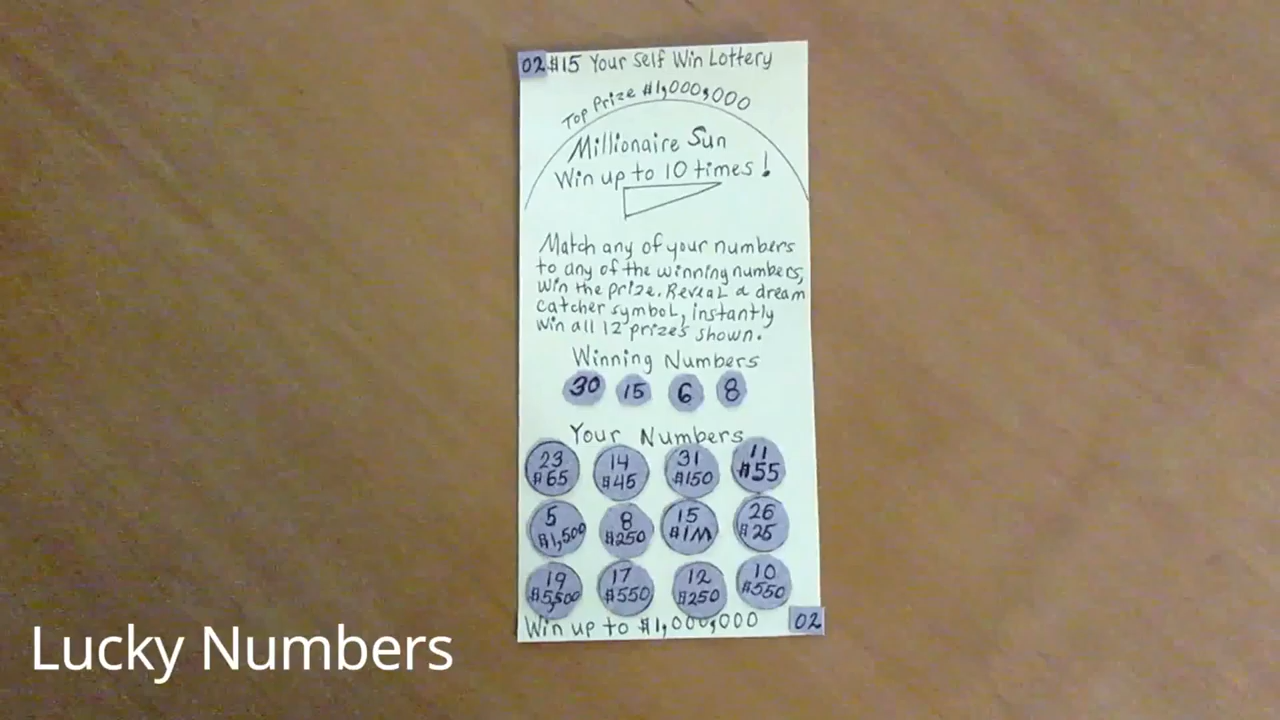 02 $15 Your Self Win Lottery
Top Prize $1,000,000
Millionaire Sun
Win up to 10 times!
Match any of your numbers
to any of the winning numbers,
win the prize. Reveal a dream
catcher symbol, instantly
win all 12 prizes shown.
Winning Numbers
30 15 6 8
Your Numbers
23 14 31 11
$65 $45 $150 $55
5 8 15 26
$1,500 $250 $1M $25
19 17 12 10
$5,500 $550 $250 $550
Win up to $1,000,000 02
Lucky Numbers